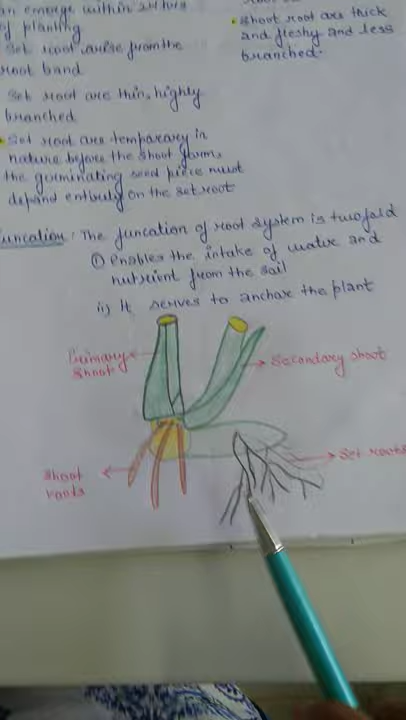 emerge within 24 hrs
of planting
Set root arise from the
root band
Set root are thin, highly
branched
Set root are temparary in
nature before the shoot form,
the germinating seed piece must
depend entirely on the set root
shoot root are thick
and fleshy and less
branched.
Funcation: The funcation of root system is twofold
① Enables the intake of water and
nutrient from the soil
ii) It serves to anchor the plant
Primary
Shoot
Secondary shoot
Shoot
roots
Set roots